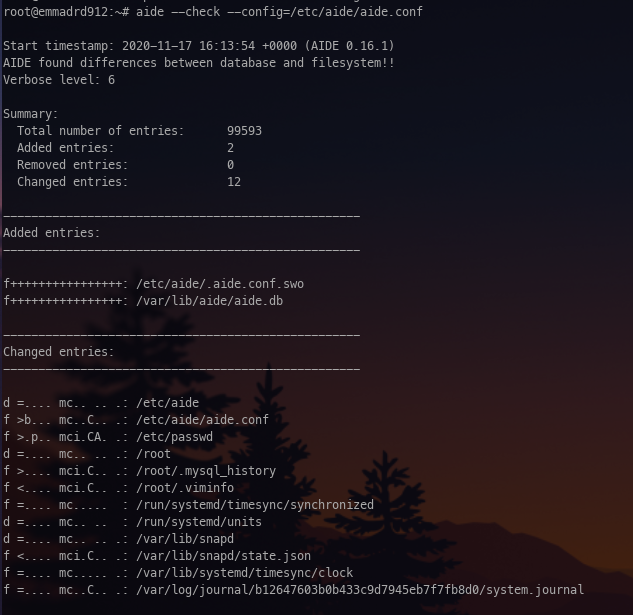 root@emmadrd912:~# aide --check --config=/etc/aide/aide.conf
Start timestamp: 2020-11-17 16:13:54 +0000 (AIDE 0.16.1)
AIDE found differences between database and filesystem!!
Verbose level: 6
Summary:
Total number of entries: 99593
Added entries: 2
Removed entries: 0
Changed entries: 12
---------------------------------------------------
Added entries:
---------------------------------------------------
f++++++++++++++++: /etc/aide/.aide.conf.swo
f++++++++++++++++: /var/lib/aide/aide.db
---------------------------------------------------
Changed entries:
---------------------------------------------------
d =.... mc.. .. .: /etc/aide
f >b... mc..C.. .: /etc/aide/aide.conf
f >.p.. mci.CA. .: /etc/passwd
d =.... mc.. .. .: /root
f >.... mci.C.. .: /root/.mysql_history
f <.... mci.C.. .: /root/.viminfo
f =.... mc.....  : /run/systemd/timesync/synchronized
d =.... mc.. ..  : /run/systemd/units
d =.... mc.. .. .: /var/lib/snapd
f <.... mci.C.. .: /var/lib/snapd/state.json
f =.... mc..... .: /var/lib/systemd/timesync/clock
f =.... mc..C.. .: /var/log/journal/b12647603b0b433c9d7945eb7f7fb8d0/system.journal